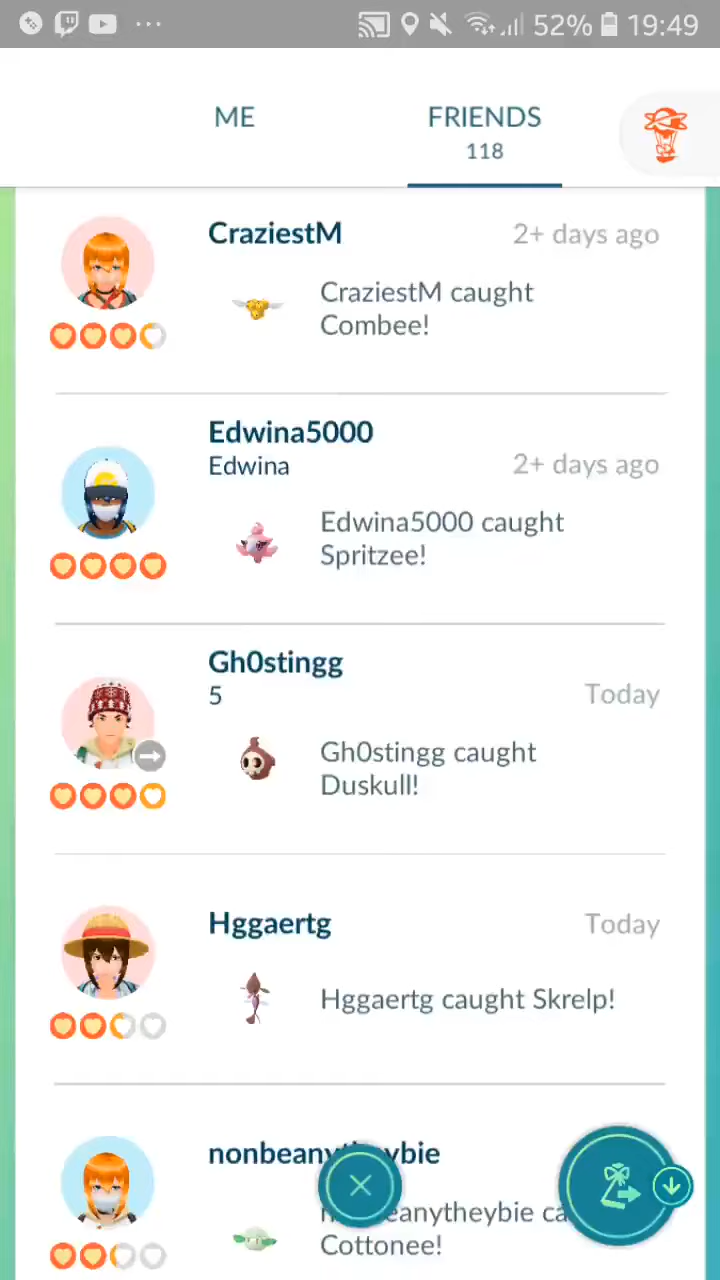 52% 19:49
ME
FRIENDS
118
CraziestM
2+ days ago
CraziestM caught
Combee!
Edwina5000
Edwina
2+ days ago
Edwina5000 caught
Spritzee!
Gh0stingg
5
Today
Gh0stingg caught
Duskull!
Hggaertg
Today
Hggaertg caught Skrelp!
Cottonee!